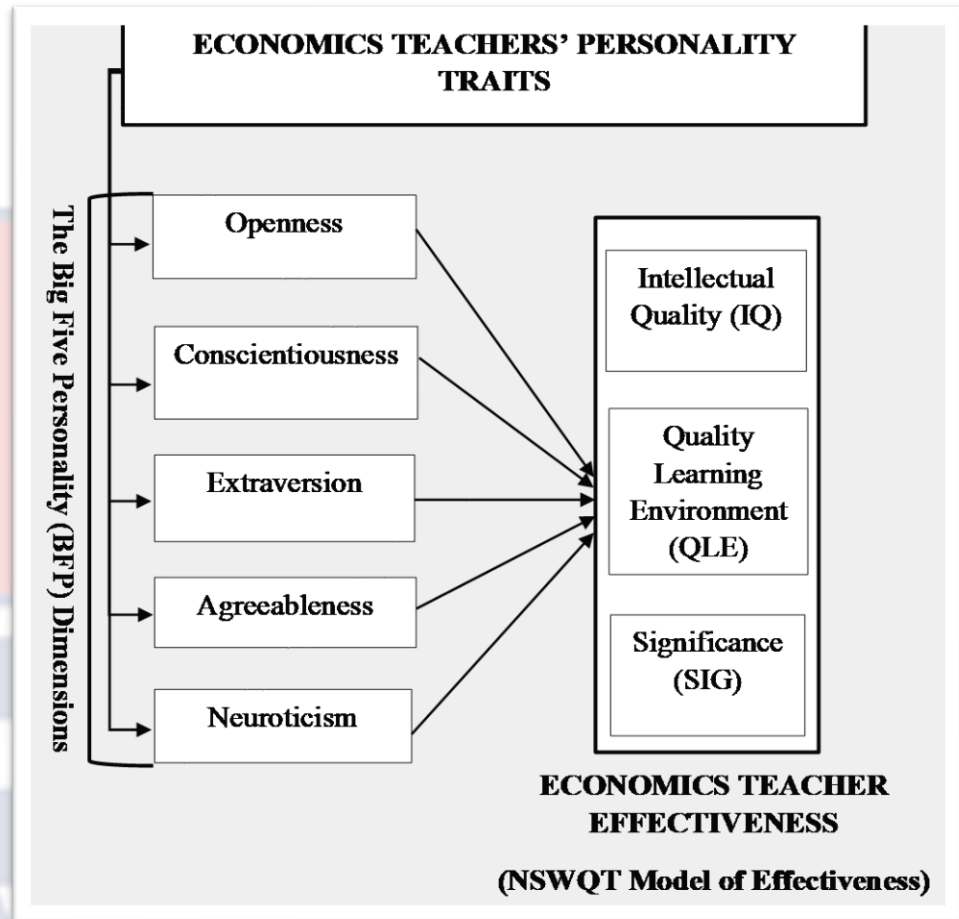 ECONOMICS TEACHERS' PERSONALITY
TRAITS
The Big Five Personality (BFP) Dimensions
Openness
Conscientiousness
Extraversion
Agreeableness
Neuroticism
Intellectual
Quality (IQ)
Quality
Learning
Environment
(QLE)
Significance
(SIG)
ECONOMICS TEACHER
EFFECTIVENESS
(NSWQT Model of Effectiveness)